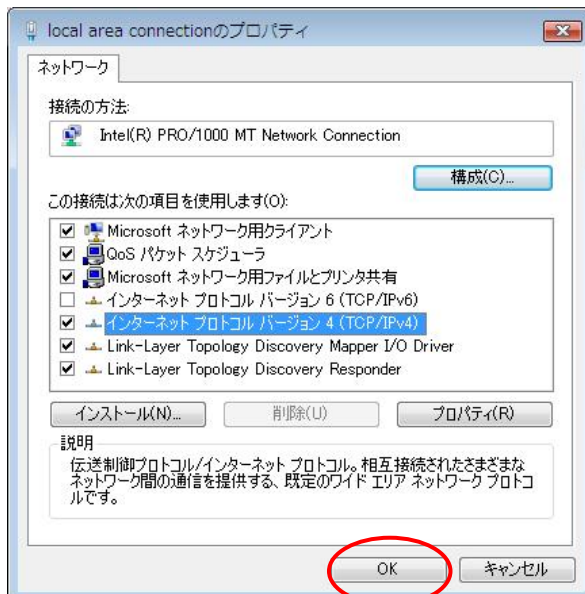 local area connectionのプロパティ
ネットワーク
接続の方法:
Intel(R) PRO/1000 MT Network Connection
構成(C)...
この接続は次の項目を使用します(O):
Microsoft ネットワーク用クライアント
QoS パケット スケジューラ
Microsoft ネットワーク用ファイルとプリンタ共有
インターネット プロトコル バージョン 6 (TCP/IPv6)
インターネット プロトコル バージョン 4 (TCP/IPv4)
Link-Layer Topology Discovery Mapper I/O Driver
Link-Layer Topology Discovery Responder
インストール(N)... 削除(U) プロパティ(R)
説明
伝送制御プロトコル/インターネット プロトコル。相互接続されたさまざまな
ネットワーク間の通信を提供する、既定のワイド エリア ネットワーク プロトコ
ルです。
OK キャンセル